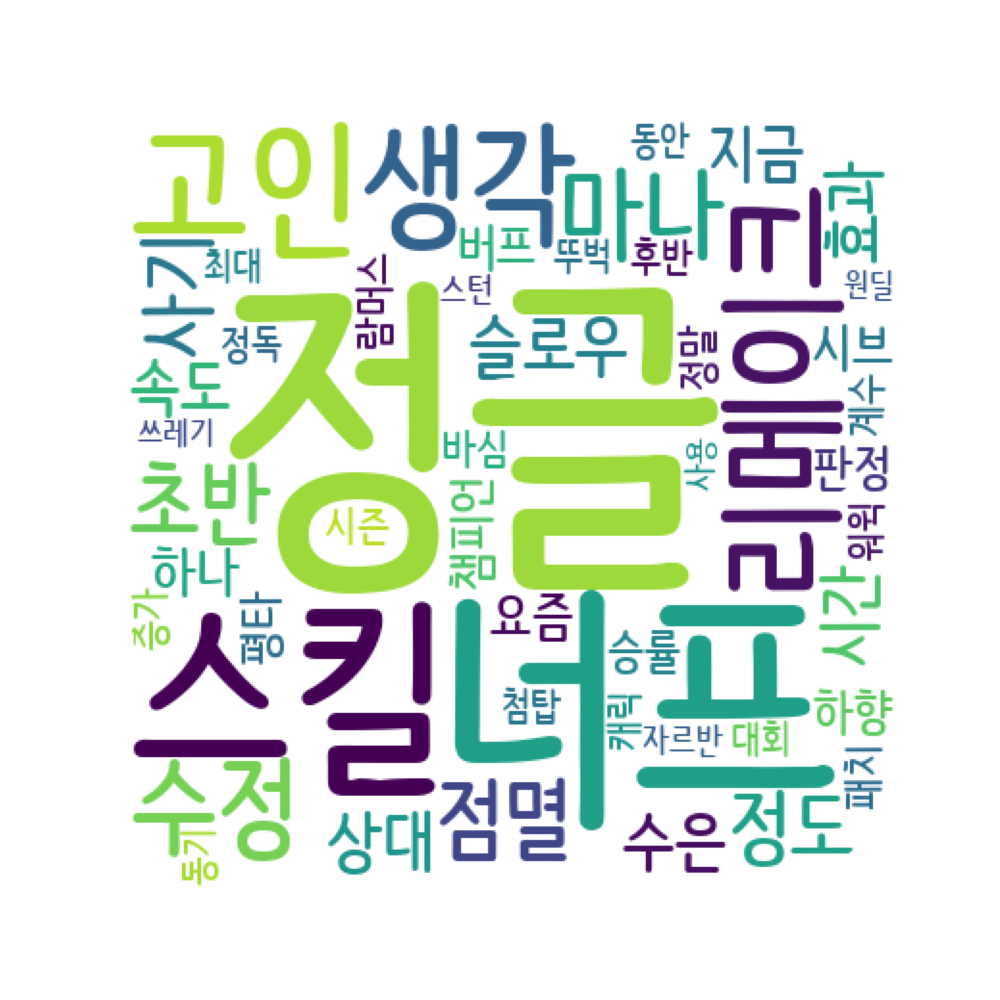 고인
생각
동안
지금
마나
효과
사기
최대
람머스
버프
뚜벅
후반
리메이크
스턴
원딜
정글
슬로우
정말
시브
정독
속도
계수
쓰레기
바심
사용
판정
초반
시즌
챔피언
워윅
하나
시간
증가
평타
요즘
스킬
너프
승률
첨탑
캐릭
자르반
대회
하향
패치
수정
상대
점멸
수은
정도
동기